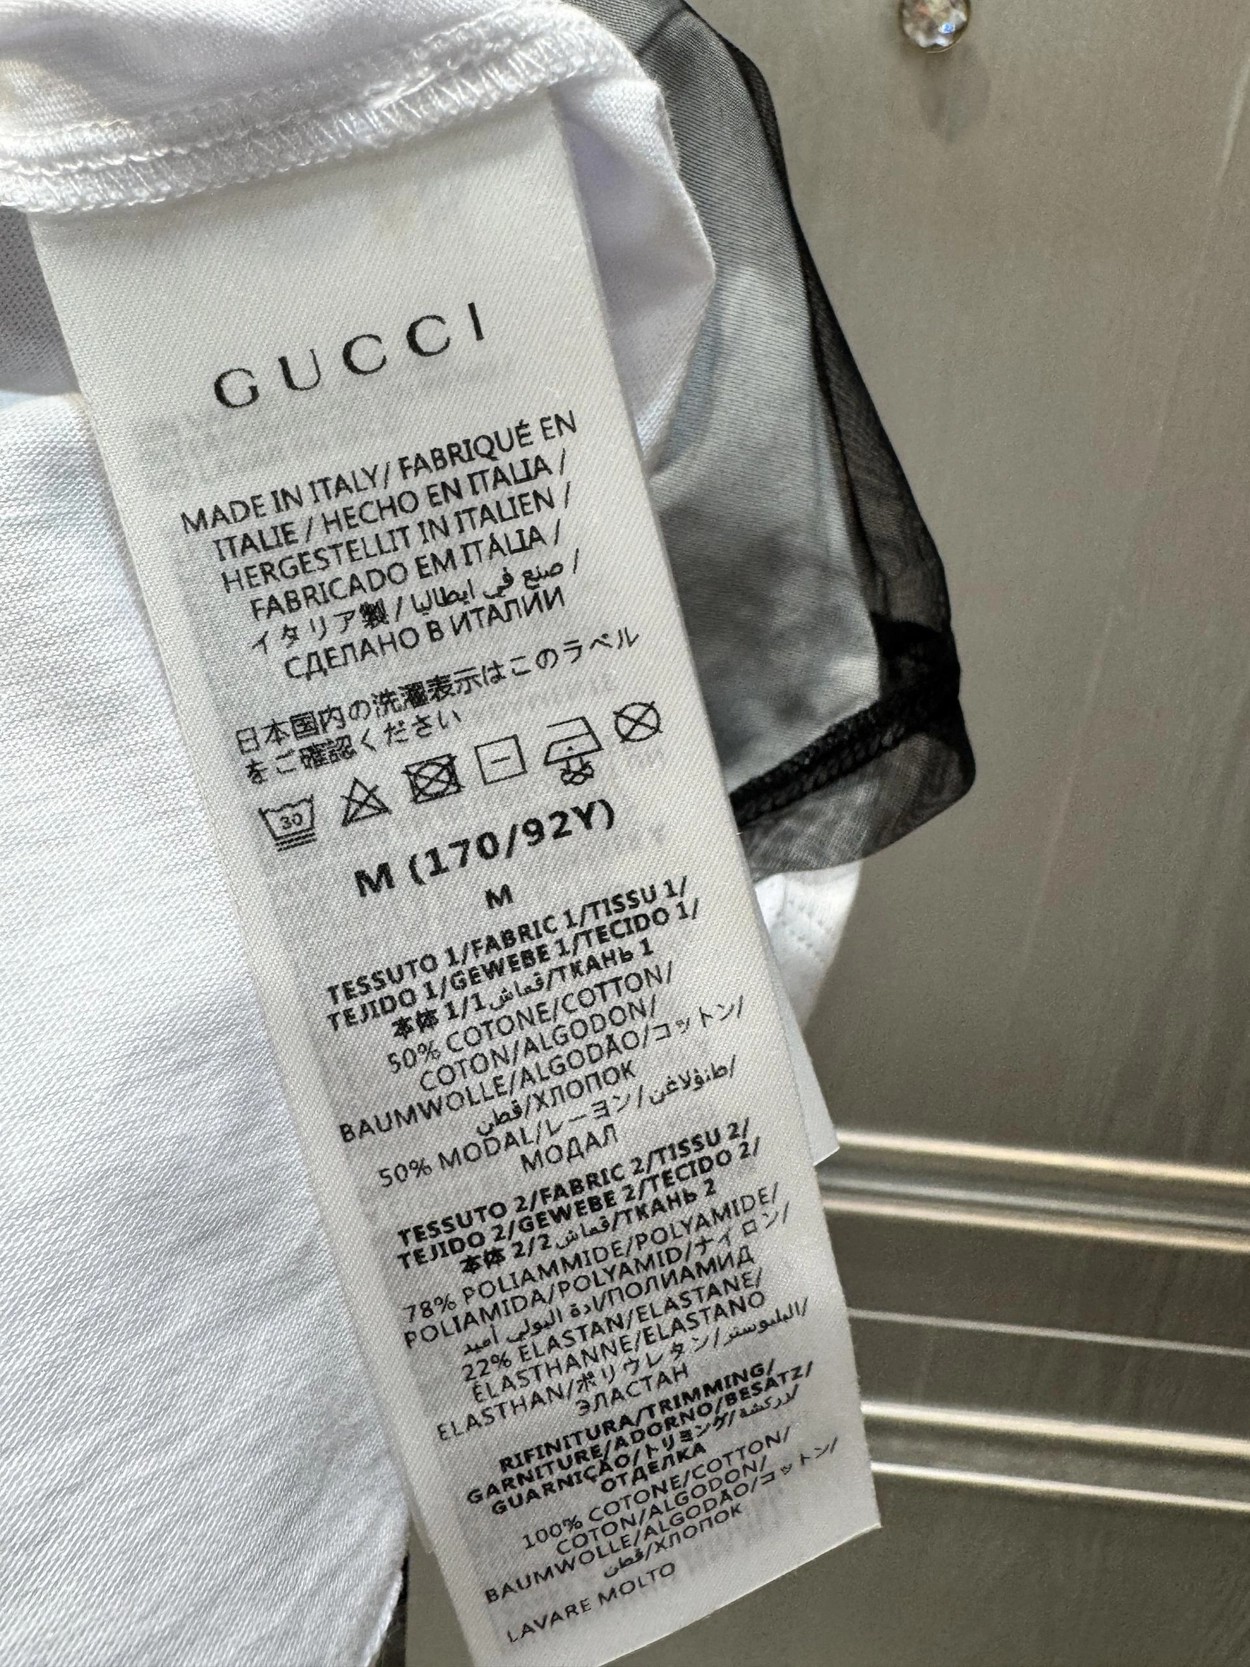 GUCCI
MADE IN ITALY/ FABRIQUÉ EN
ITALIE / HECHO EN ITALIA /
HERGESTELLIT IN ITALIEN /
FABRICADO EM ITÁLIA /
イタリア製 / صنع في ايطاليا /
СДЕЛАНО В ИТАЛИИ
日本国内の洗濯表示はこのラベル
をご確認ください
30
M (170/92Y)
M
TESSUTO 1/FABRIC 1/TISSU 1/
TEJIDO 1/GEWEBE 1/TECIDO 1/
本体 1/1قماش/ТКАНЬ 1
50% COTONE/COTTON/
COTON/ALGODON/
BAUMWOLLE/ALGODÃO/コットン/
قطن/ХЛОПОК
50% MODAL/レーヨン/
МОДАЛ
TESSUTO 2/FABRIC 2/TISSU 2/
TEJIDO 2/GEWEBE 2/TECIDO 2/
本体 2/2قماش/ТКАНЬ 2
78% POLIAMMIDE/POLYAMIDE/
POLIAMIDA/POLYAMID/ナイロン/
ПОЛИАМИД
22% ELASTAN/ELASTANE/
ÉLASTHANNE/ELASTANO
ELASTHAN/ポリウレタン/
ЭЛАСТАН
RIFINITURA/TRIMMING/
GARNITURE/ADORNO/BESATZ/
GUARNIÇÃO/トリミング/
ОТДЕЛКА
100% COTONE/COTTON/
COTON/ALGODON/
BAUMWOLLE/ALGODÃO/コットン/
قطن/ХЛОПОК
LAVARE MOLTO